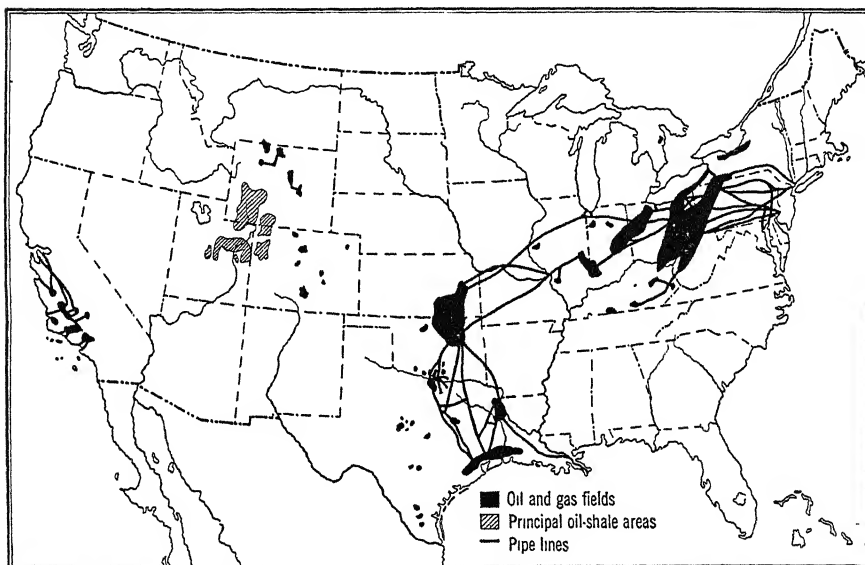 Oil and gas fields
Principal oil-shale areas
Pipe lines